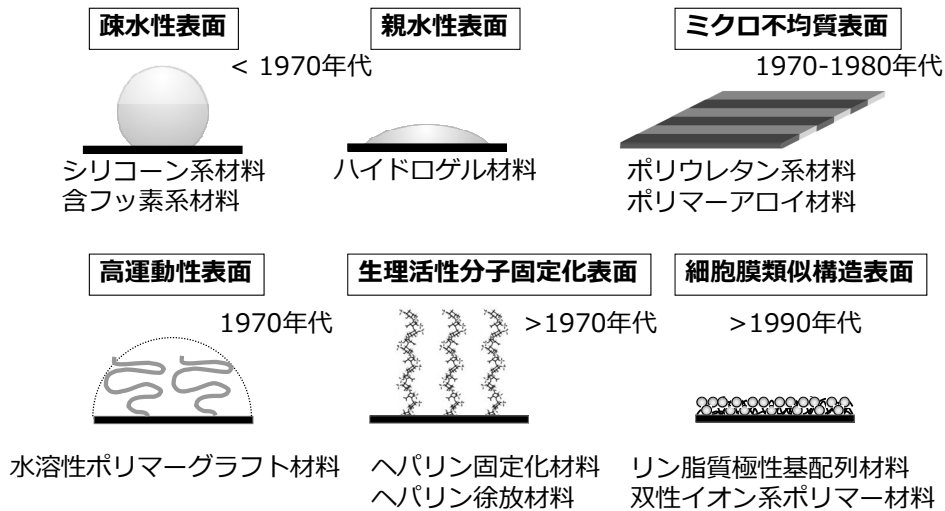 疎水性表面
< 1970年代
シリコーン系材料
含フッ素系材料
親水性表面
ハイドロゲル材料
ミクロ不均質表面
1970-1980年代
ポリウレタン系材料
ポリマーアロイ材料
高運動性表面
1970年代
水溶性ポリマーグラフト材料
生理活性分子固定化表面
>1970年代
ヘパリン固定化材料
ヘパリン徐放材料
細胞膜類似構造表面
>1990年代
リン脂質極性基配列材料
双性イオン系ポリマー材料